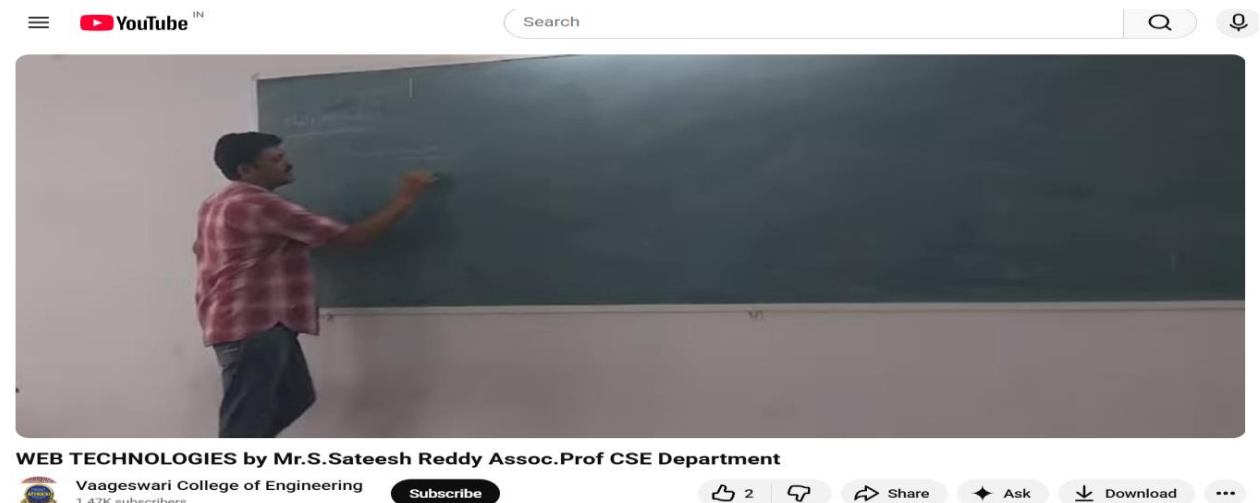 YouTube IN
Search
WEB TECHNOLOGIES by Mr.S.Sateesh Reddy Assoc.Prof CSE Department
Vaageswari College of Engineering
1.47K subscribers
Subscribe
2
Share
Ask
Download